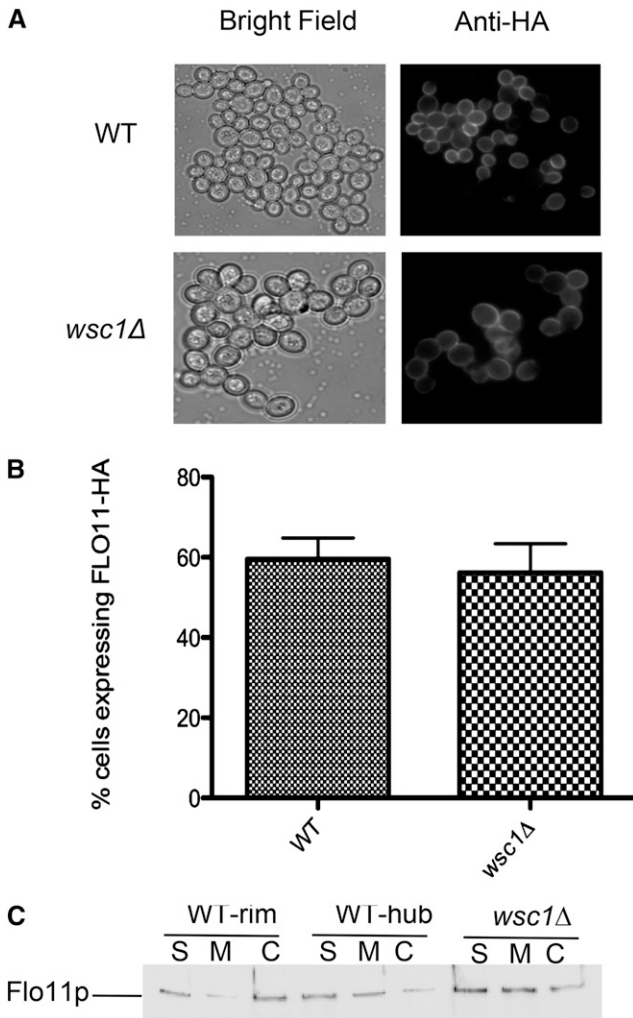 A
Bright Field Anti-HA
WT
wsc1Δ
B
% cells expressing FLO11-HA
80
60
40
20
0
WT
wsc1Δ
C
WT-rim WT-hub wsc1Δ
S M C S M C S M C
Flo11p